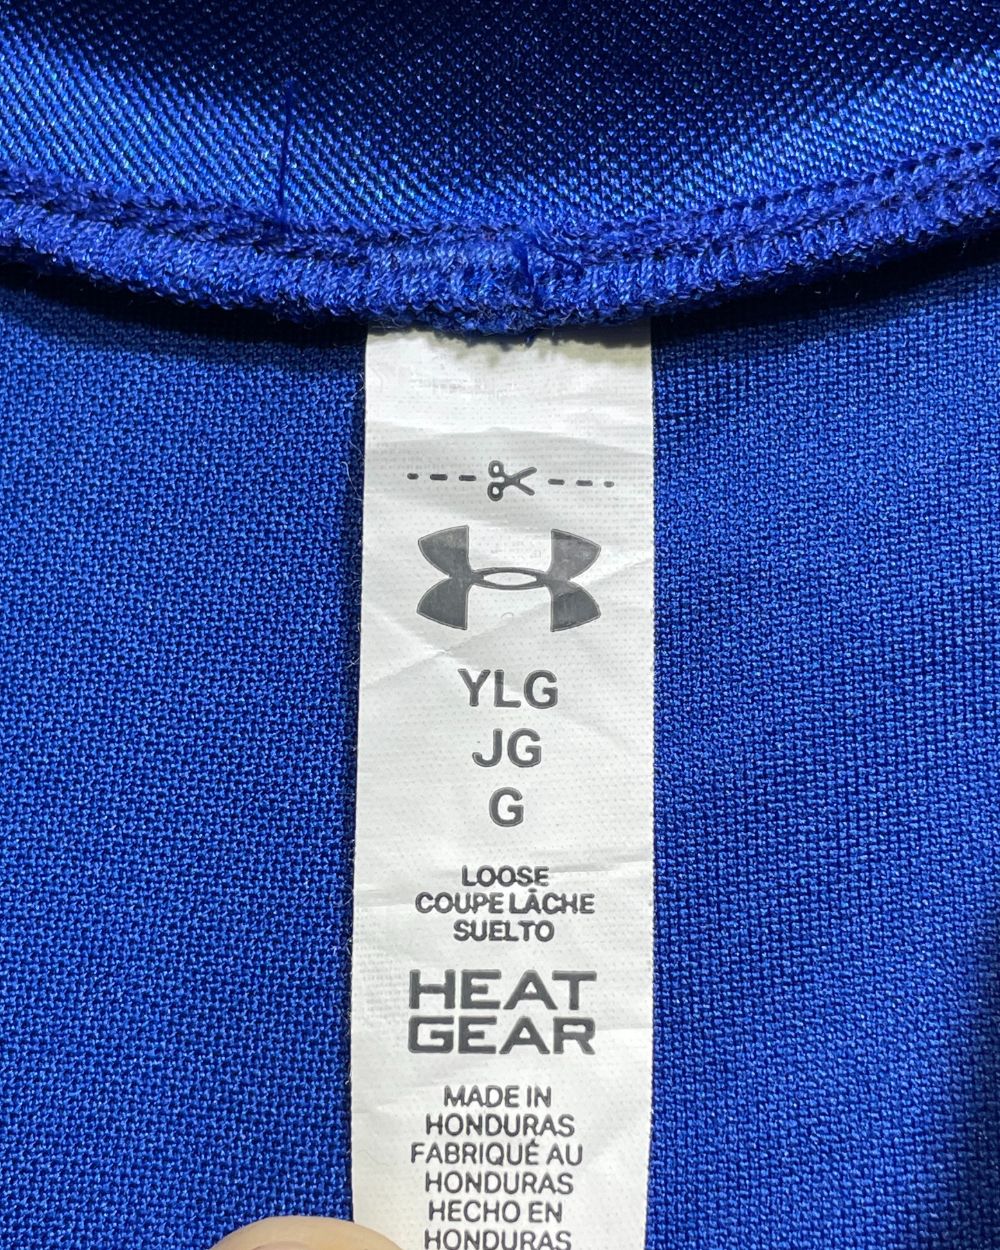 YLG
JG
G
LOOSE
COUPE LÂCHE
SUELTO
HEAT
GEAR
MADE IN
HONDURAS
FABRIQUÉ AU
HONDURAS
HECHO EN
HONDURAS